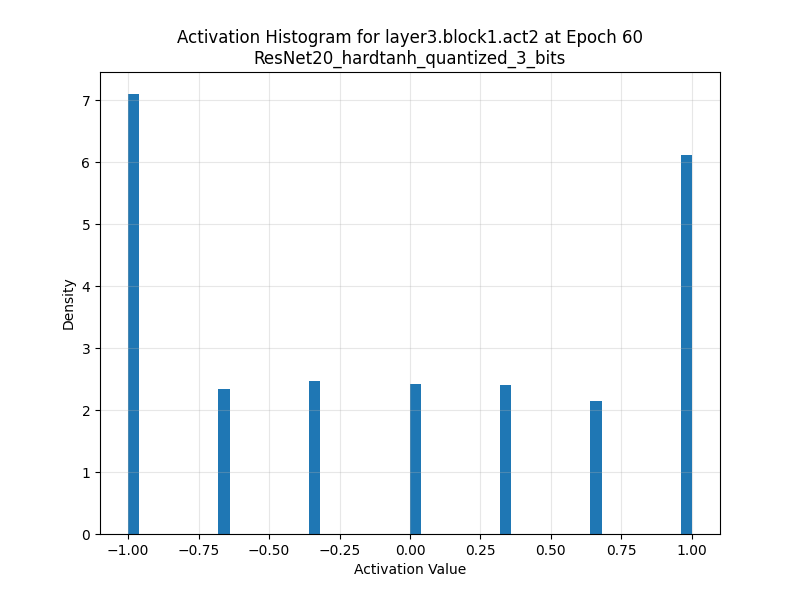 Activation Histogram for layer3.block1.act2 at Epoch 60
ResNet20_hardtanh_quantized_3_bits
Density
7
6
5
4
3
2
1
0
−1.00 −0.75 −0.50 −0.25 0.00 0.25 0.50 0.75 1.00
Activation Value